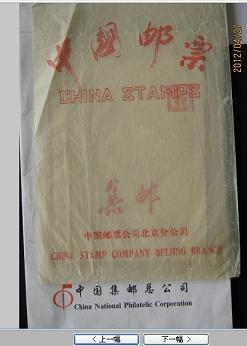 中国邮票
CHINA STAMPS
集邮
中国邮票公司北京分公司
CHINA STAMP COMPANY BEIJING BRANCH
中国集邮总公司
China National Philatelic Corporation
2012/04/27
<上一幅
下一幅>